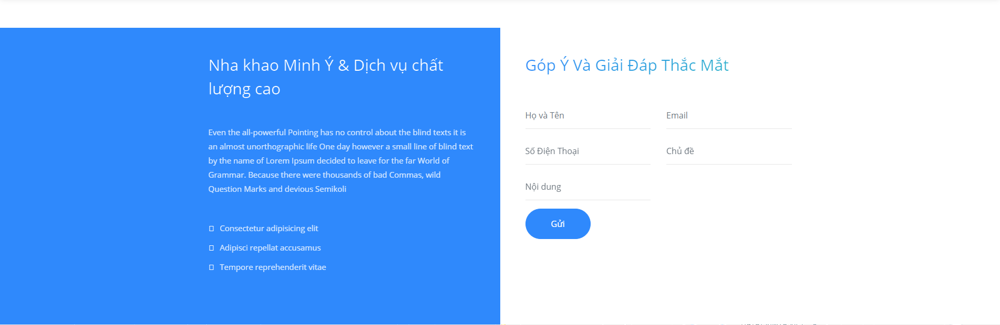 Nha khao Minh Ý & Dịch vụ chất
lượng cao
Even the all-powerful Pointing has no control about the blind texts it is
an almost unorthographic life One day however a small line of blind text
by the name of Lorem Ipsum decided to leave for the far World of
Grammar. Because there were thousands of bad Commas, wild
Question Marks and devious Semikoli
Consectetur adipisicing elit
Adipisci repellat accusamus
Tempore reprehenderit vitae
Góp Ý Và Giải Đáp Thắc Mắt
Họ và Tên
Email
Số Điện Thoại
Chủ đề
Nội dung
Gửi